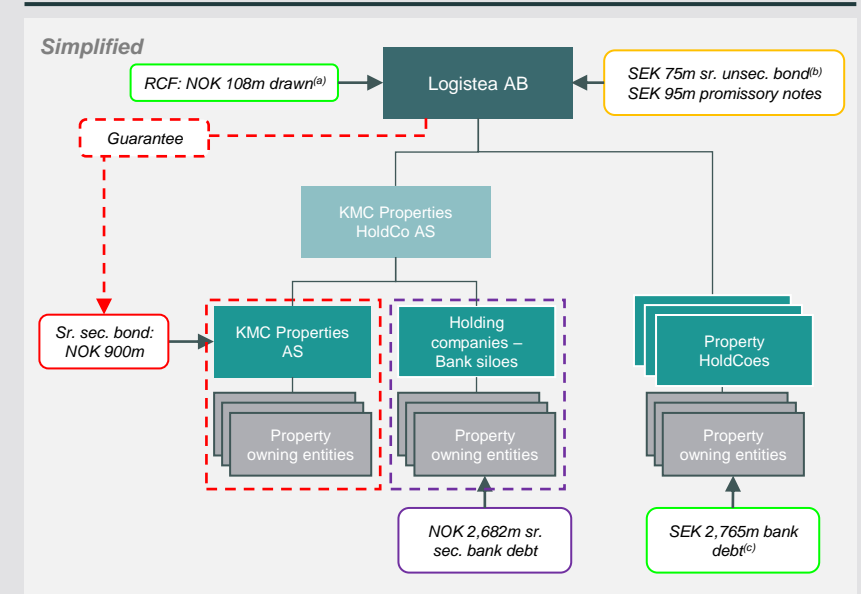 Simplified
Logistea AB
RCF: NOK 108m drawn(a)
SEK 75m sr. unsec. bond(b)
SEK 95m promissory notes
Guarantee
KMC Properties
HoldCo AS
Sr. sec. bond:
NOK 900m
KMC Properties
AS
Holding
companies –
Bank siloes
Property
HoldCoes
Property
owning entities
Property
owning entities
Property
owning entities
NOK 2,682m sr.
sec. bank debt
SEK 2,765m bank
debt(c)